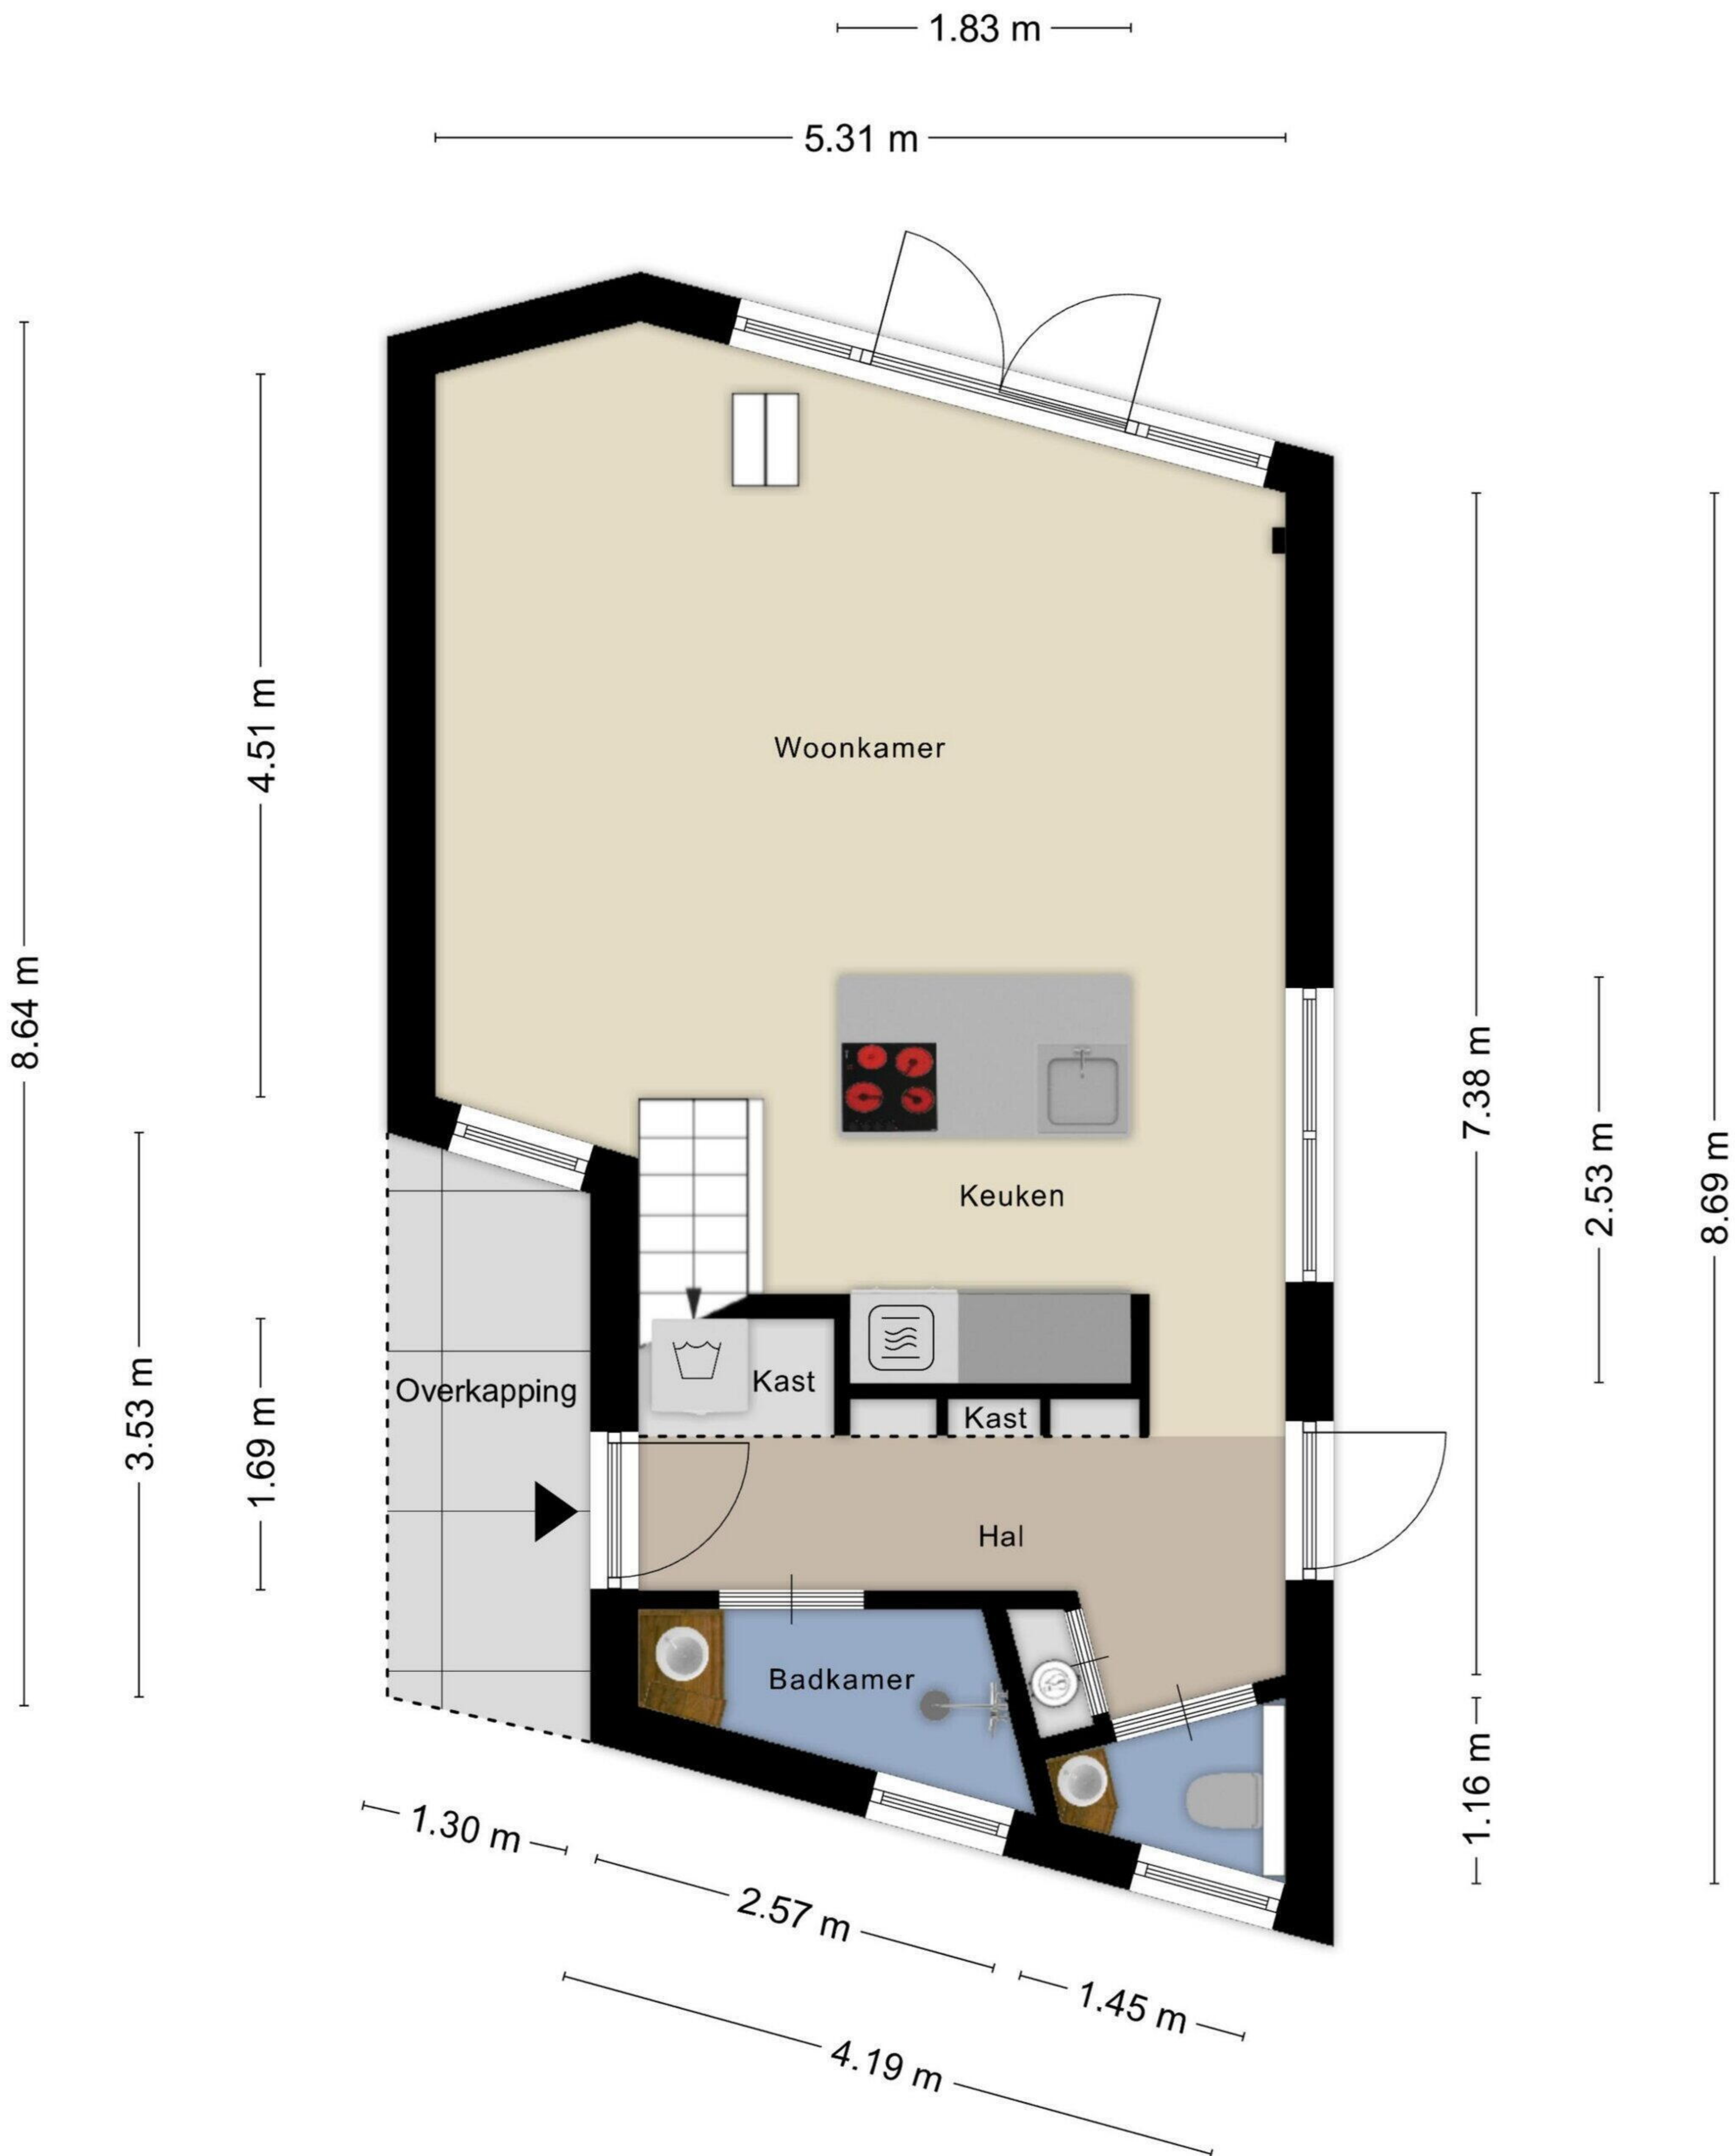 1.83 m
5.31 m
8.64 m
4.51 m
3.53 m
1.69 m
Woonkamer
Keuken
Kast
Kast
Overkapping
Hal
Badkamer
7.38 m
2.53 m
8.69 m
1.16 m
1.30 m
2.57 m
1.45 m
4.19 m